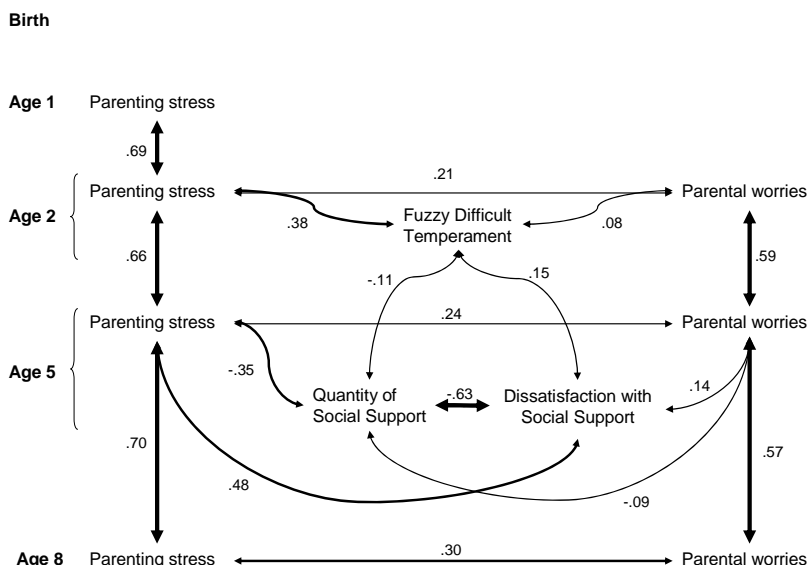 Birth
Age 1 Parenting stress
.69
.21
Parenting stress Parental worries
Age 2
.38 Fuzzy Difficult .08
Temperament
.66 -.11 .15 .59
Parenting stress .24 Parental worries
Age 5
-.35
.14
Quantity of -.63 Dissatisfaction with
Social Support Social Support
.70 .57
.48 -.09
.30
Age 8 Parenting stress Parental worries